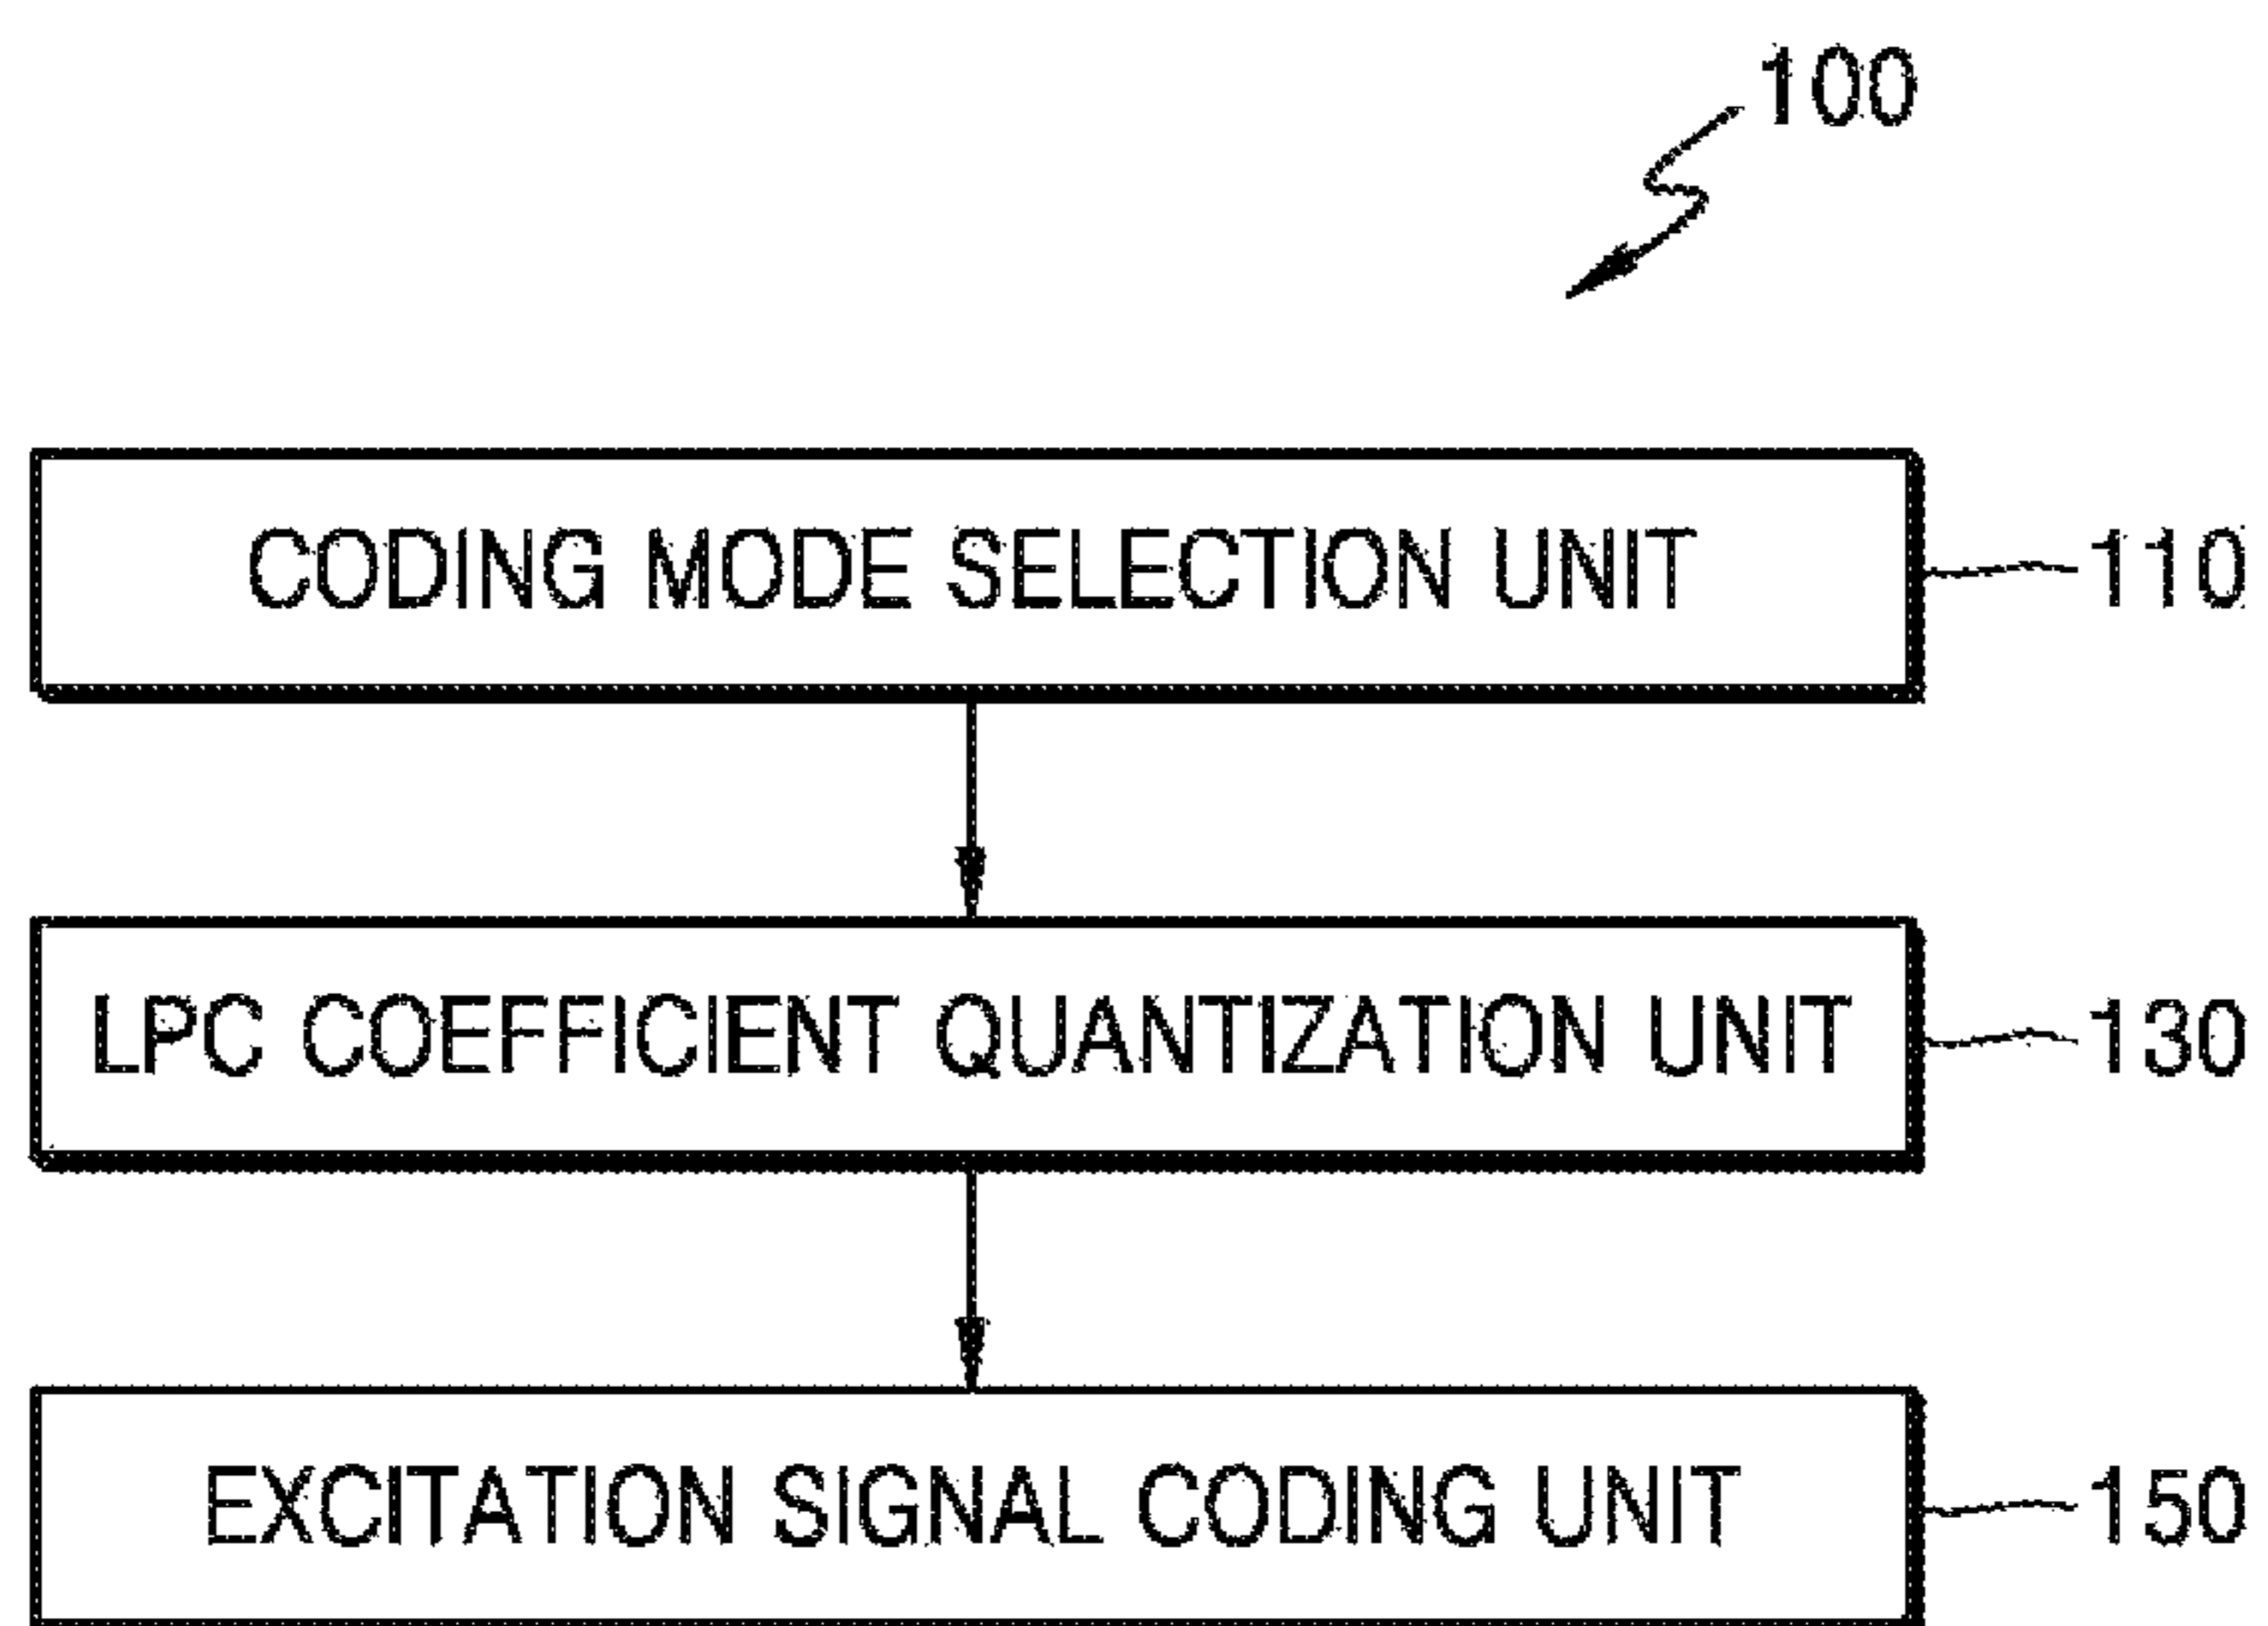 100
CODING MODE SELECTION UNIT 110
LPC COEFFICIENT QUANTIZATION UNIT 130
EXCITATION SIGNAL CODING UNIT 150